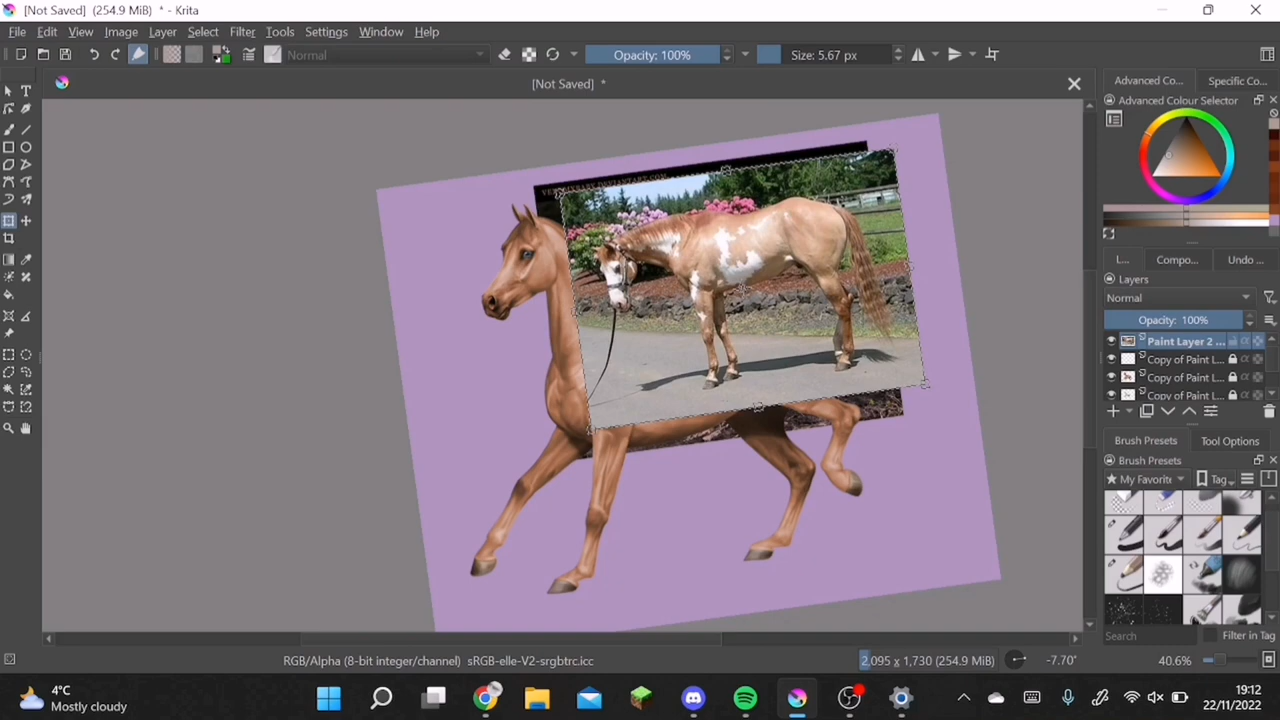 [Not Saved] (254.9 MiB) * - Krita
File Edit View Image Layer Select Filter Tools Settings Window Help
Normal Opacity: 100% Size: 5.67 px
[Not Saved] *
Advanced Co... Specific Co...
Advanced Colour Selector
L... Compo... Undo ...
Layers
Normal
Opacity: 100%
Paint Layer 2 ...
Copy of Paint L...
Copy of Paint L...
Copy of Paint L...
Brush Presets Tool Options
Brush Presets
My Favorite Tag
Search Filter in Tag
RGB/Alpha (8-bit integer/channel) sRGB-elle-V2-srgbtrc.icc 2,095 x 1,730 (254.9 MiB) -7.70° 40.6%
4°C
Mostly cloudy
19:12
22/11/2022